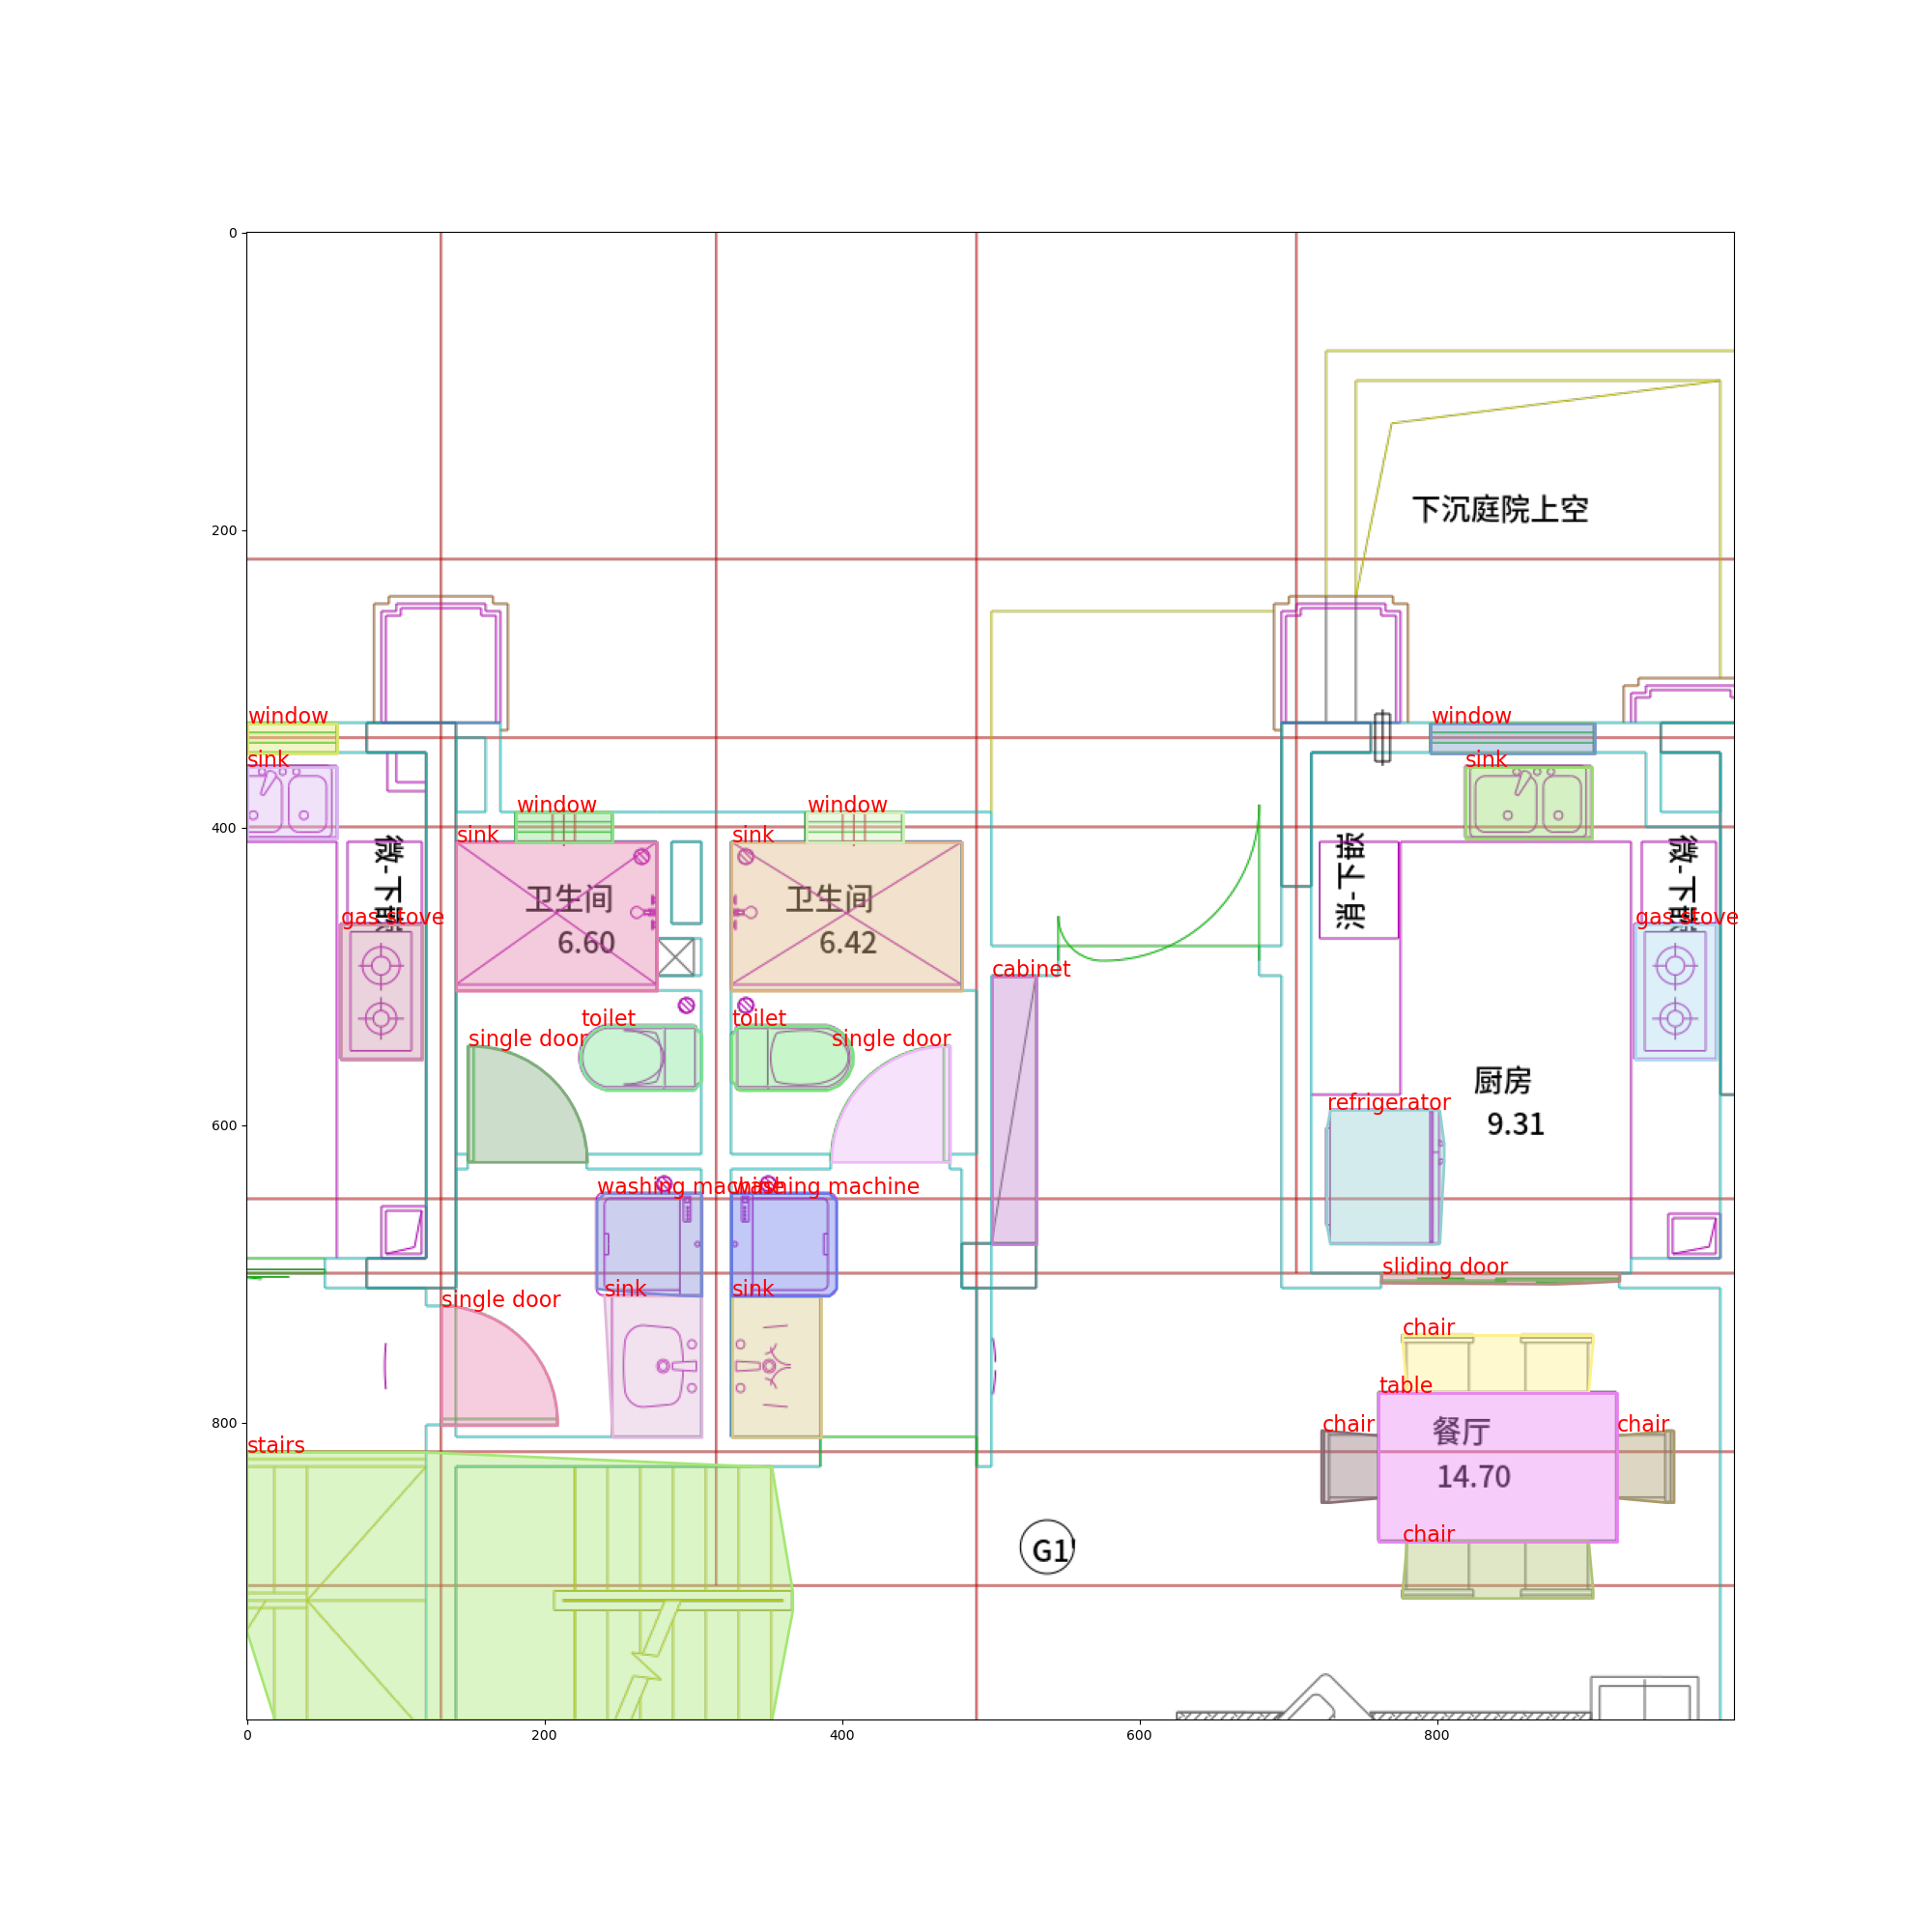 0
200
下沉庭院上空
window
window
sink
sink
window
window
400
sink
sink
微-下
消-下嵌
微-下
卫生间
6.60
卫生间
6.42
gas stove
gas stove
cabinet
toilet
toilet
single door
single door
厨房
9.31
refrigerator
600
washing machine
washing machine
sliding door
sink
sink
single door
chair
table
chair
chair
餐厅
14.70
800
stairs
chair
G1'
0
200
400
600
800